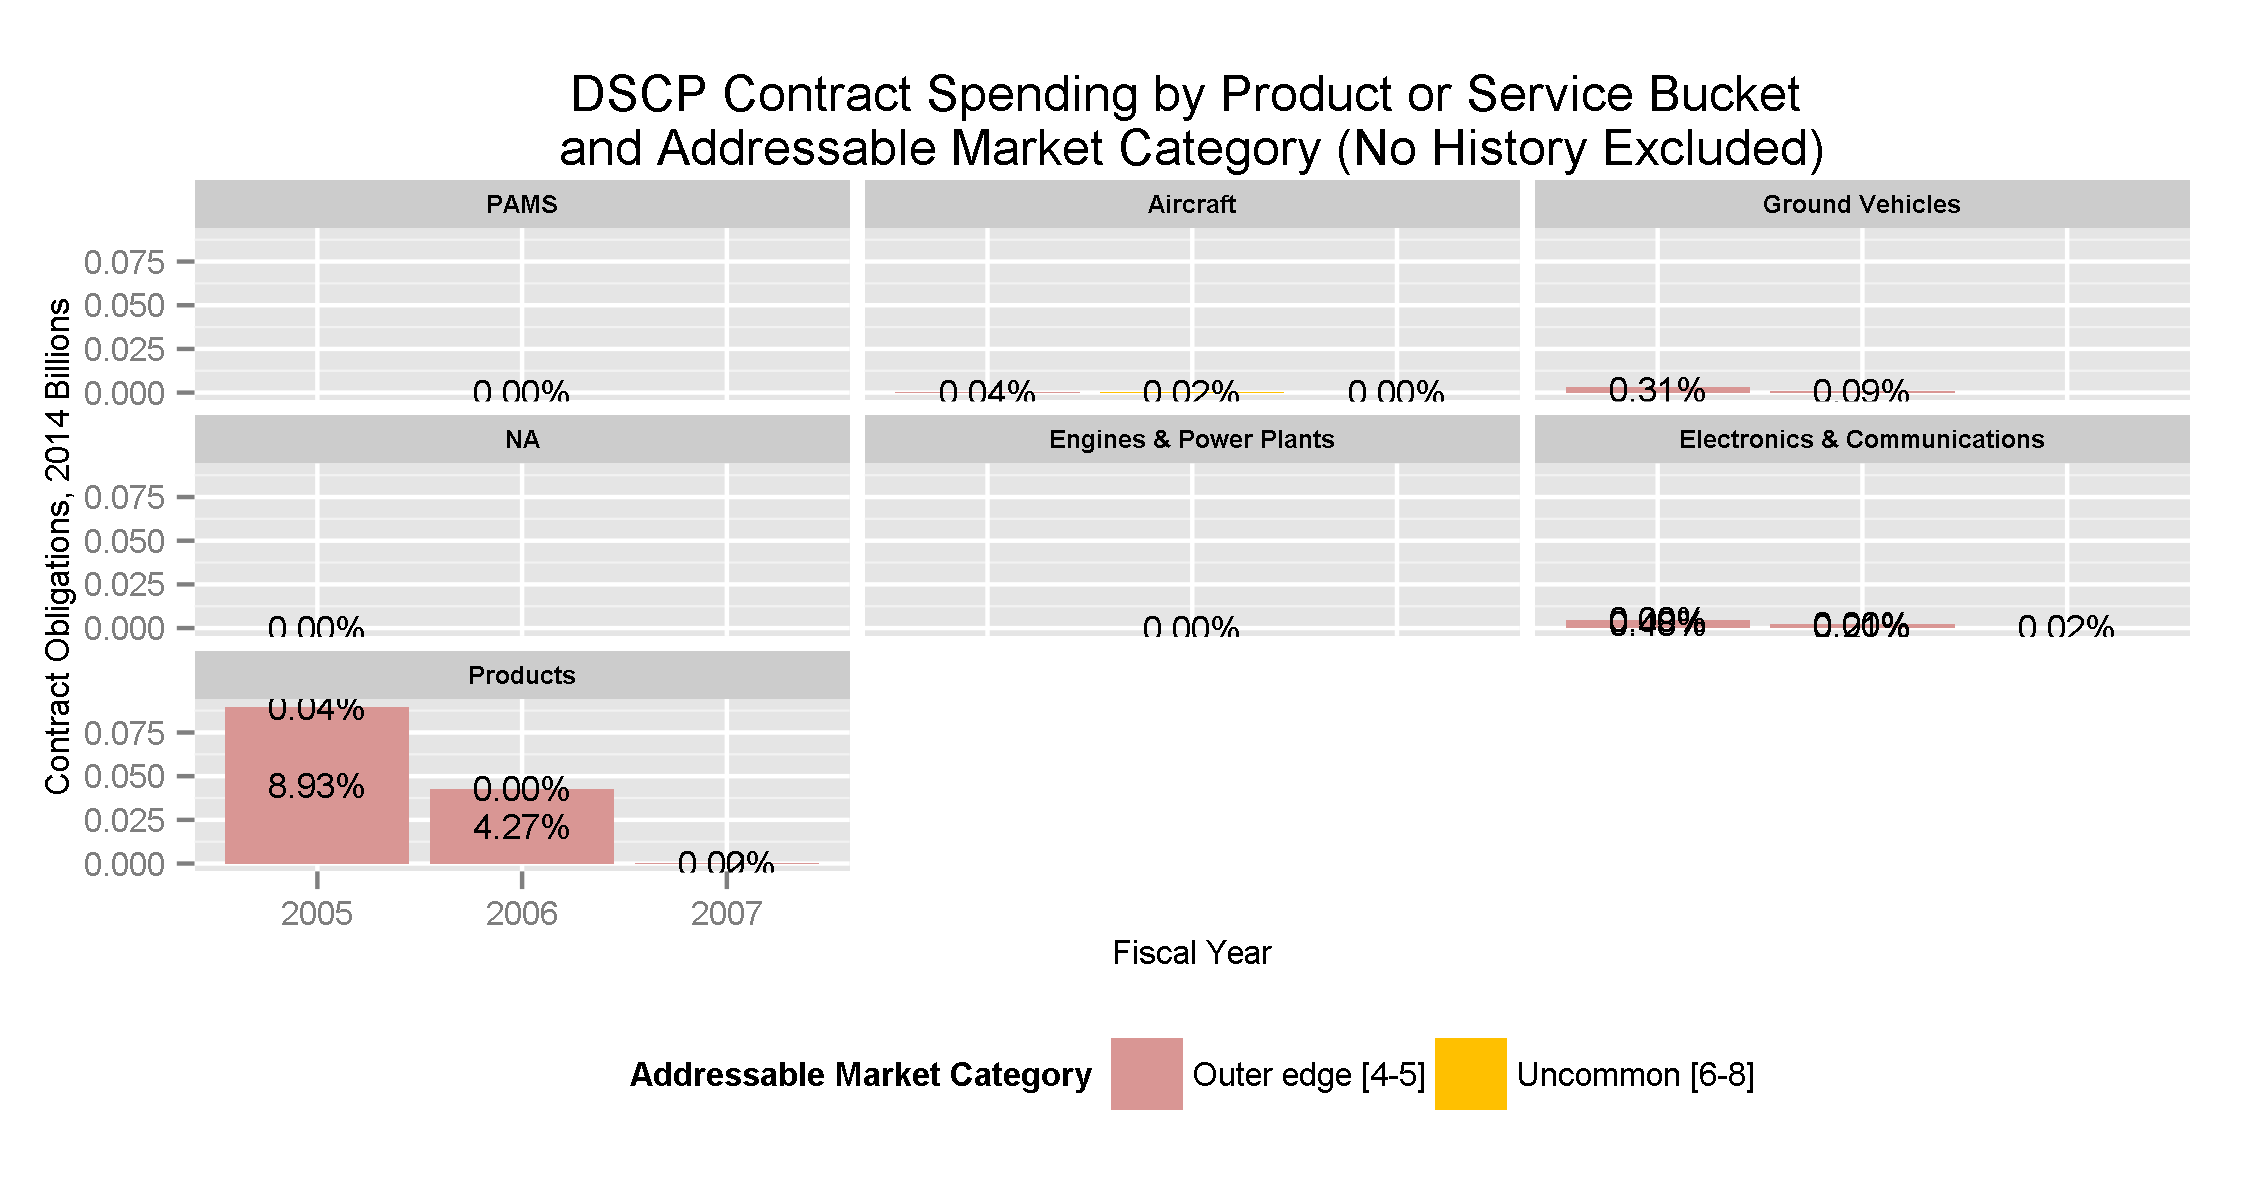 DSCP Contract Spending by Product or Service Bucket
and Addressable Market Category (No History Excluded)
PAMS
Aircraft
Ground Vehicles
0.075
0.050
0.025
0.000
0.00%
0.04%
0.02%
0.00%
0.31%
0.09%
NA
Engines & Power Plants
Electronics & Communications
0.075
0.050
0.025
0.000
0.00%
0.00%
0.02%
Products
0.075
0.050
0.025
0.000
0.04%
8.93%
0.00%
4.27%
2005
2006
2007
Contract Obligations, 2014 Billions
Fiscal Year
Addressable Market Category
Outer edge [4-5]
Uncommon [6-8]